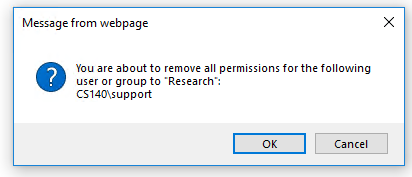 Message from webpage
You are about to remove all permissions for the following
user or group to "Research":
CS140\support
OK
Cancel